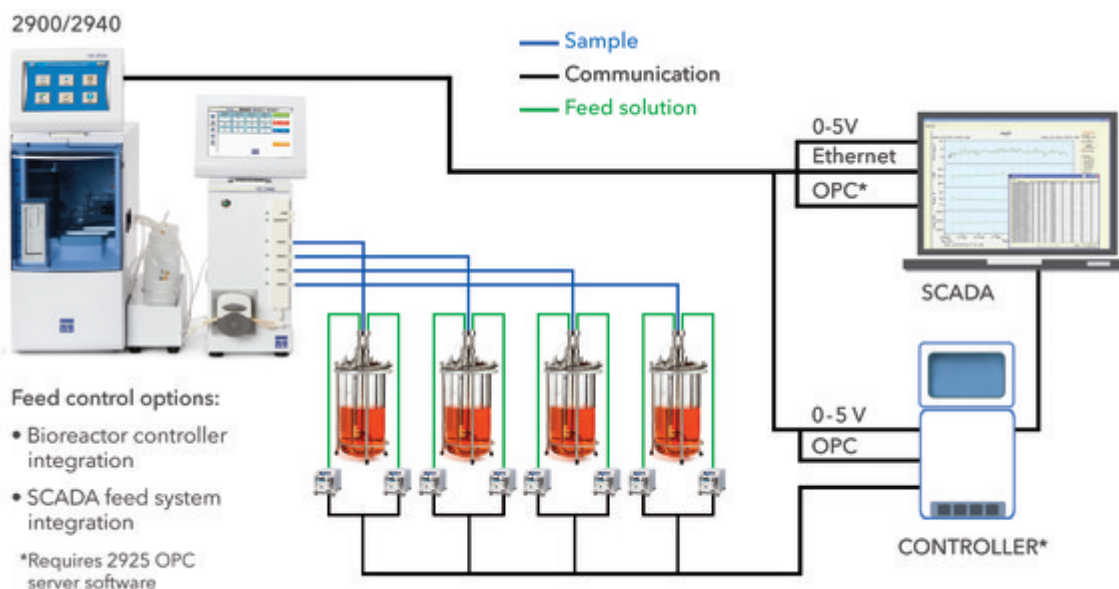 2900/2940
Sample
Communication
Feed solution
0-5V
Ethernet
OPC*
SCADA
Feed control options:
• Bioreactor controller
integration
• SCADA feed system
integration
*Requires 2925 OPC
server software
0-5 V
OPC
CONTROLLER*